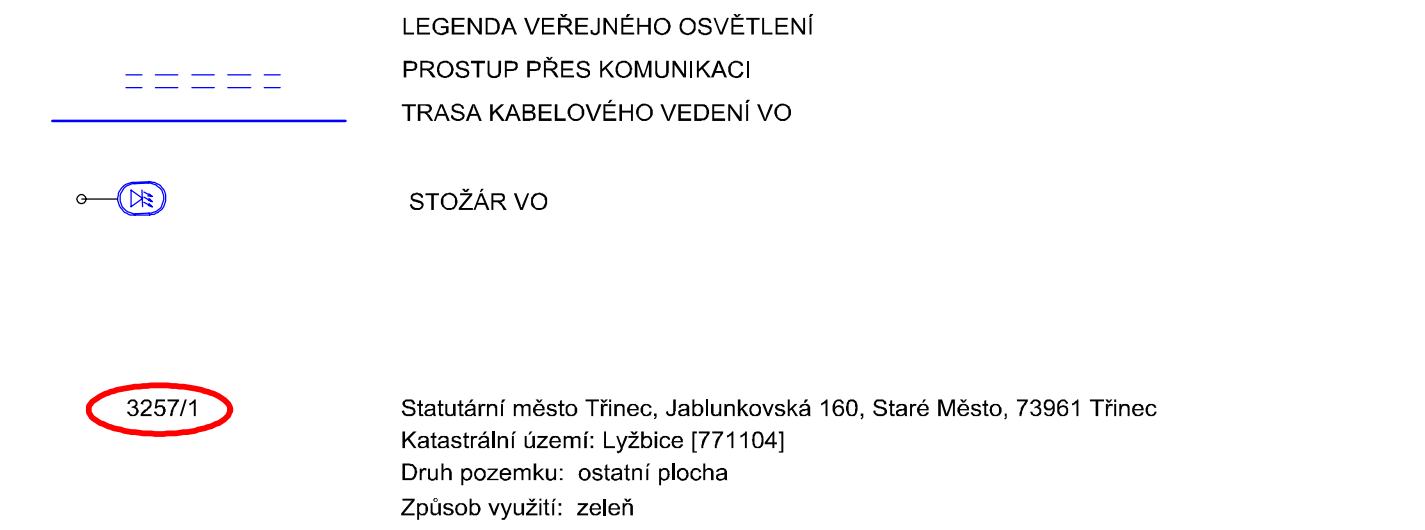 LEGENDA VEŘEJNÉHO OSVĚTLENÍ
PROSTUP PŘES KOMUNIKACI
TRASA KABELOVÉHO VEDENÍ VO
STOŽÁR VO
3257/1
Statutární město Třinec, Jablunkovská 160, Staré Město, 73961 Třinec
Katastrální území: Lyžbice [771104]
Druh pozemku: ostatní plocha
Způsob využití: zeleň